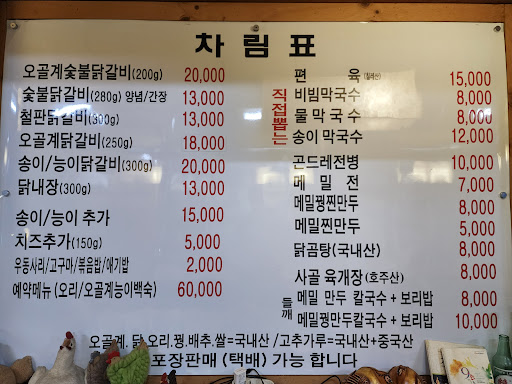 차 림 표
오골계숯불닭갈비(200g) 20,000
숯불닭갈비(280g) 양념/간장 13,000
철판닭갈비(300g) 13,000
오골계닭갈비(250g) 18,000
송이/능이닭갈비(300g) 20,000
닭내장(300g) 13,000
송이/능이 추가 15,000
치즈추가(150g) 5,000
우동사리/고구마/볶음밥/애기밥 2,000
예약메뉴 (오리/오골계능이백숙) 60,000
편 육 15,000
직접뽑는
비빔막국수 8,000
물 막 국 수 8,000
송이 막국수 12,000
곤드레전병 10,000
메 밀 전 7,000
메밀꿩찐만두 8,000
메밀찐만두 5,000
닭곰탕(국내산) 8,000
사골 육개장(호주산) 8,000
들깨
메밀 만두 칼국수 + 보리밥 8,000
메밀꿩만두칼국수 + 보리밥 10,000
오골계. 닭.오리.꿩.배추.쌀=국내산 /고추가루=국내산+중국산
포장판매 (택배) 가능 합니다